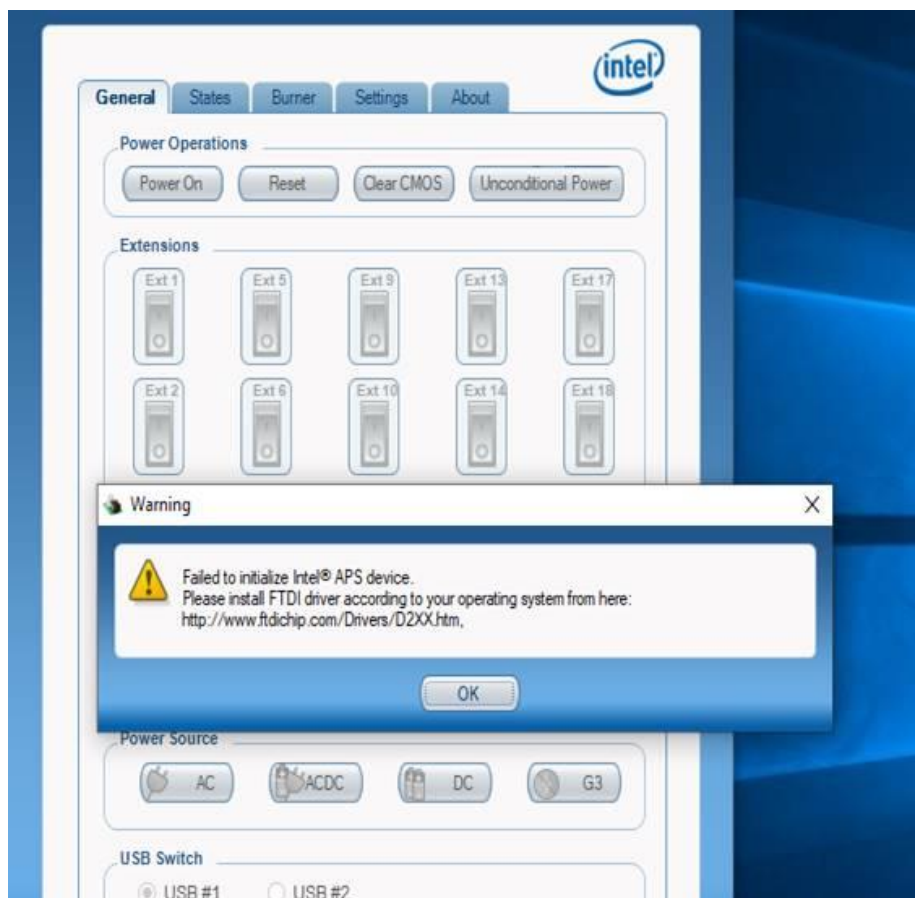 intel
General States Burner Settings About
Power Operations
Power On Reset Clear CMOS Unconditional Power
Extensions
Ext 1 Ext 5 Ext 9 Ext 13 Ext 17
Ext 2 Ext 6 Ext 10 Ext 14 Ext 18
Warning X
Failed to initialize Intel® APS device.
Please install FTDI driver according to your operating system from here:
http://www.ftdichip.com/Drivers/D2XX.htm,
OK
Power Source
AC ACDC DC G3
USB Switch
USB #1 USB #2